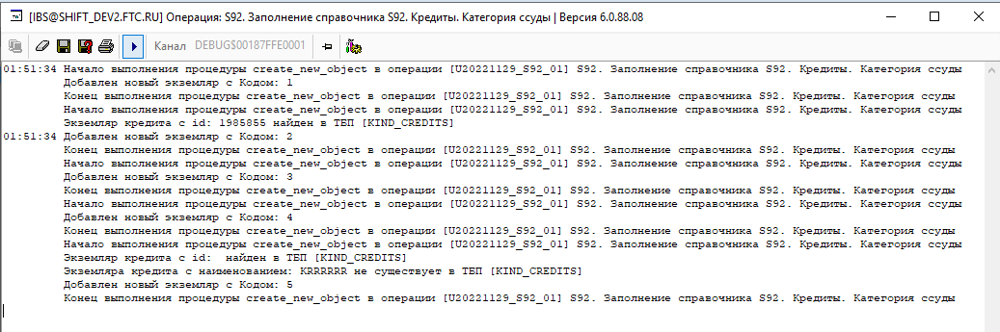 [IBS@SHIFT_DEV2.FTC.RU] Операция: S92. Заполнение справочника S92. Кредиты. Категория ссуды | Версия 6.0.88.08
Канал DEBUG$00187FFE0001
01:51:34 Начало выполнения процедуры create_new_object в операции [U20221129_S92_01] S92. Заполнение справочника S92. Кредиты. Категория ссуды
Добавлен новый экземляр с Кодом: 1
Конец выполнения процедуры create_new_object в операции [U20221129_S92_01] S92. Заполнение справочника S92. Кредиты. Категория ссуды
Начало выполнения процедуры create_new_object в операции [U20221129_S92_01] S92. Заполнение справочника S92. Кредиты. Категория ссуды
Экземляр кредита с id: 1985855 найден в ТБП [KIND_CREDITS]
01:51:34 Добавлен новый экземляр с Кодом: 2
Конец выполнения процедуры create_new_object в операции [U20221129_S92_01] S92. Заполнение справочника S92. Кредиты. Категория ссуды
Начало выполнения процедуры create_new_object в операции [U20221129_S92_01] S92. Заполнение справочника S92. Кредиты. Категория ссуды
Добавлен новый экземляр с Кодом: 3
Конец выполнения процедуры create_new_object в операции [U20221129_S92_01] S92. Заполнение справочника S92. Кредиты. Категория ссуды
Начало выполнения процедуры create_new_object в операции [U20221129_S92_01] S92. Заполнение справочника S92. Кредиты. Категория ссуды
Добавлен новый экземляр с Кодом: 4
Конец выполнения процедуры create_new_object в операции [U20221129_S92_01] S92. Заполнение справочника S92. Кредиты. Категория ссуды
Начало выполнения процедуры create_new_object в операции [U20221129_S92_01] S92. Заполнение справочника S92. Кредиты. Категория ссуды
Экземляр кредита с id:  найден в ТБП [KIND_CREDITS]
Экземляра кредита с наименованием: KRRRRRR не существует в ТБП [KIND_CREDITS]
Добавлен новый экземляр с Кодом: 5
Конец выполнения процедуры create_new_object в операции [U20221129_S92_01] S92. Заполнение справочника S92. Кредиты. Категория ссуды